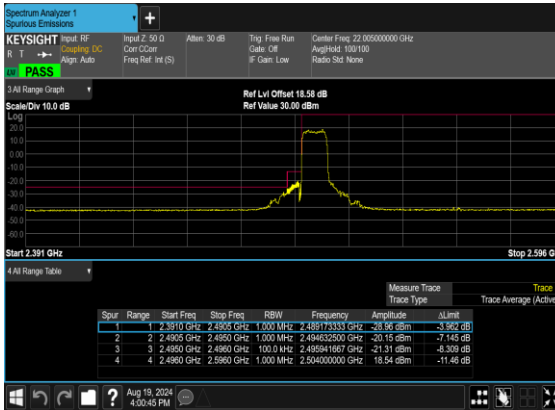 Spectrum Analyzer 1
Spurious Emissions
+
KEYSIGHT Input: RF Input Z: 50 Ω Atten: 30 dB Trig: Free Run Center Freq: 22.005000000 GHz
R T Coupling: DC Corr CCorr Gate: Off Avg|Hold: 100/100
Align: Auto Freq Ref: Int (S) IF Gain: Low Radio Std: None
LW PASS
3 All Range Graph
Ref Lvl Offset 18.58 dB
Scale/Div 10.0 dB Ref Value 30.00 dBm
Log
20.0
10.0
0.00
-10.0
-20.0
-30.0
-40.0
-50.0
-60.0
Start 2.391 GHz Stop 2.596 G
4 All Range Table
Measure Trace Trace
Trace Type Trace Average (Active
Spur Range Start Freq Stop Freq RBW Frequency Amplitude ΔLimit
1 1 2.3910 GHz 2.4905 GHz 1.000 MHz 2.489173333 GHz -28.96 dBm -3.962 dB
2 2 2.4905 GHz 2.4950 GHz 1.000 MHz 2.494632500 GHz -20.15 dBm -7.145 dB
3 3 2.4950 GHz 2.4960 GHz 100.0 kHz 2.495941667 GHz -21.31 dBm -8.309 dB
4 4 2.4960 GHz 2.5960 GHz 1.000 MHz 2.504000000 GHz 18.54 dBm -11.46 dB
? Aug 19, 2024
4:00:45 PM